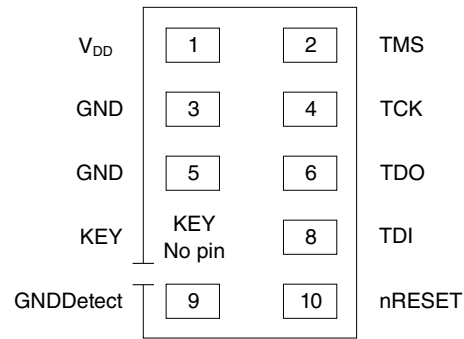 V_DD 1 2 TMS
GND 3 4 TCK
GND 5 6 TDO
KEY KEY 8 TDI
No pin
GNDDetect 9 10 nRESET